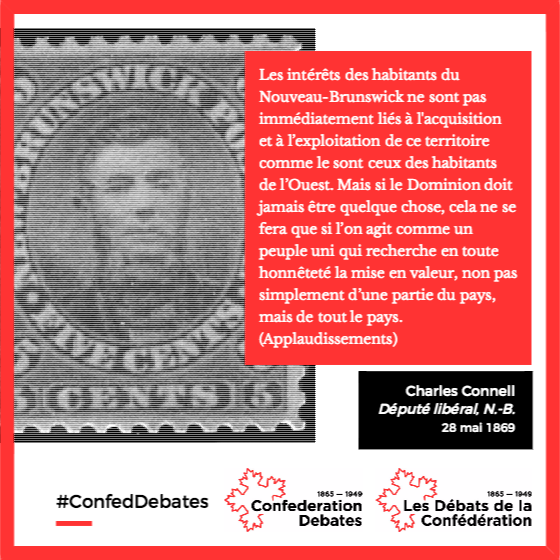 BRUNSWICK PO
FIVE CENTS
5 CENTS 5
Les intérêts des habitants du
Nouveau-Brunswick ne sont pas
immédiatement liés à l'acquisition
et à l’exploitation de ce territoire
comme le sont ceux des habitants
de l’Ouest. Mais si le Dominion doit
jamais être quelque chose, cela ne se
fera que si l’on agit comme un
peuple uni qui recherche en toute
honnêteté la mise en valeur, non pas
simplement d’une partie du pays,
mais de tout le pays.
(Applaudissements)
Charles Connell
Député libéral, N.-B.
28 mai 1869
#ConfedDebates
1865 — 1949
Confederation
Debates
1865 — 1949
Les Débats de la
Confédération